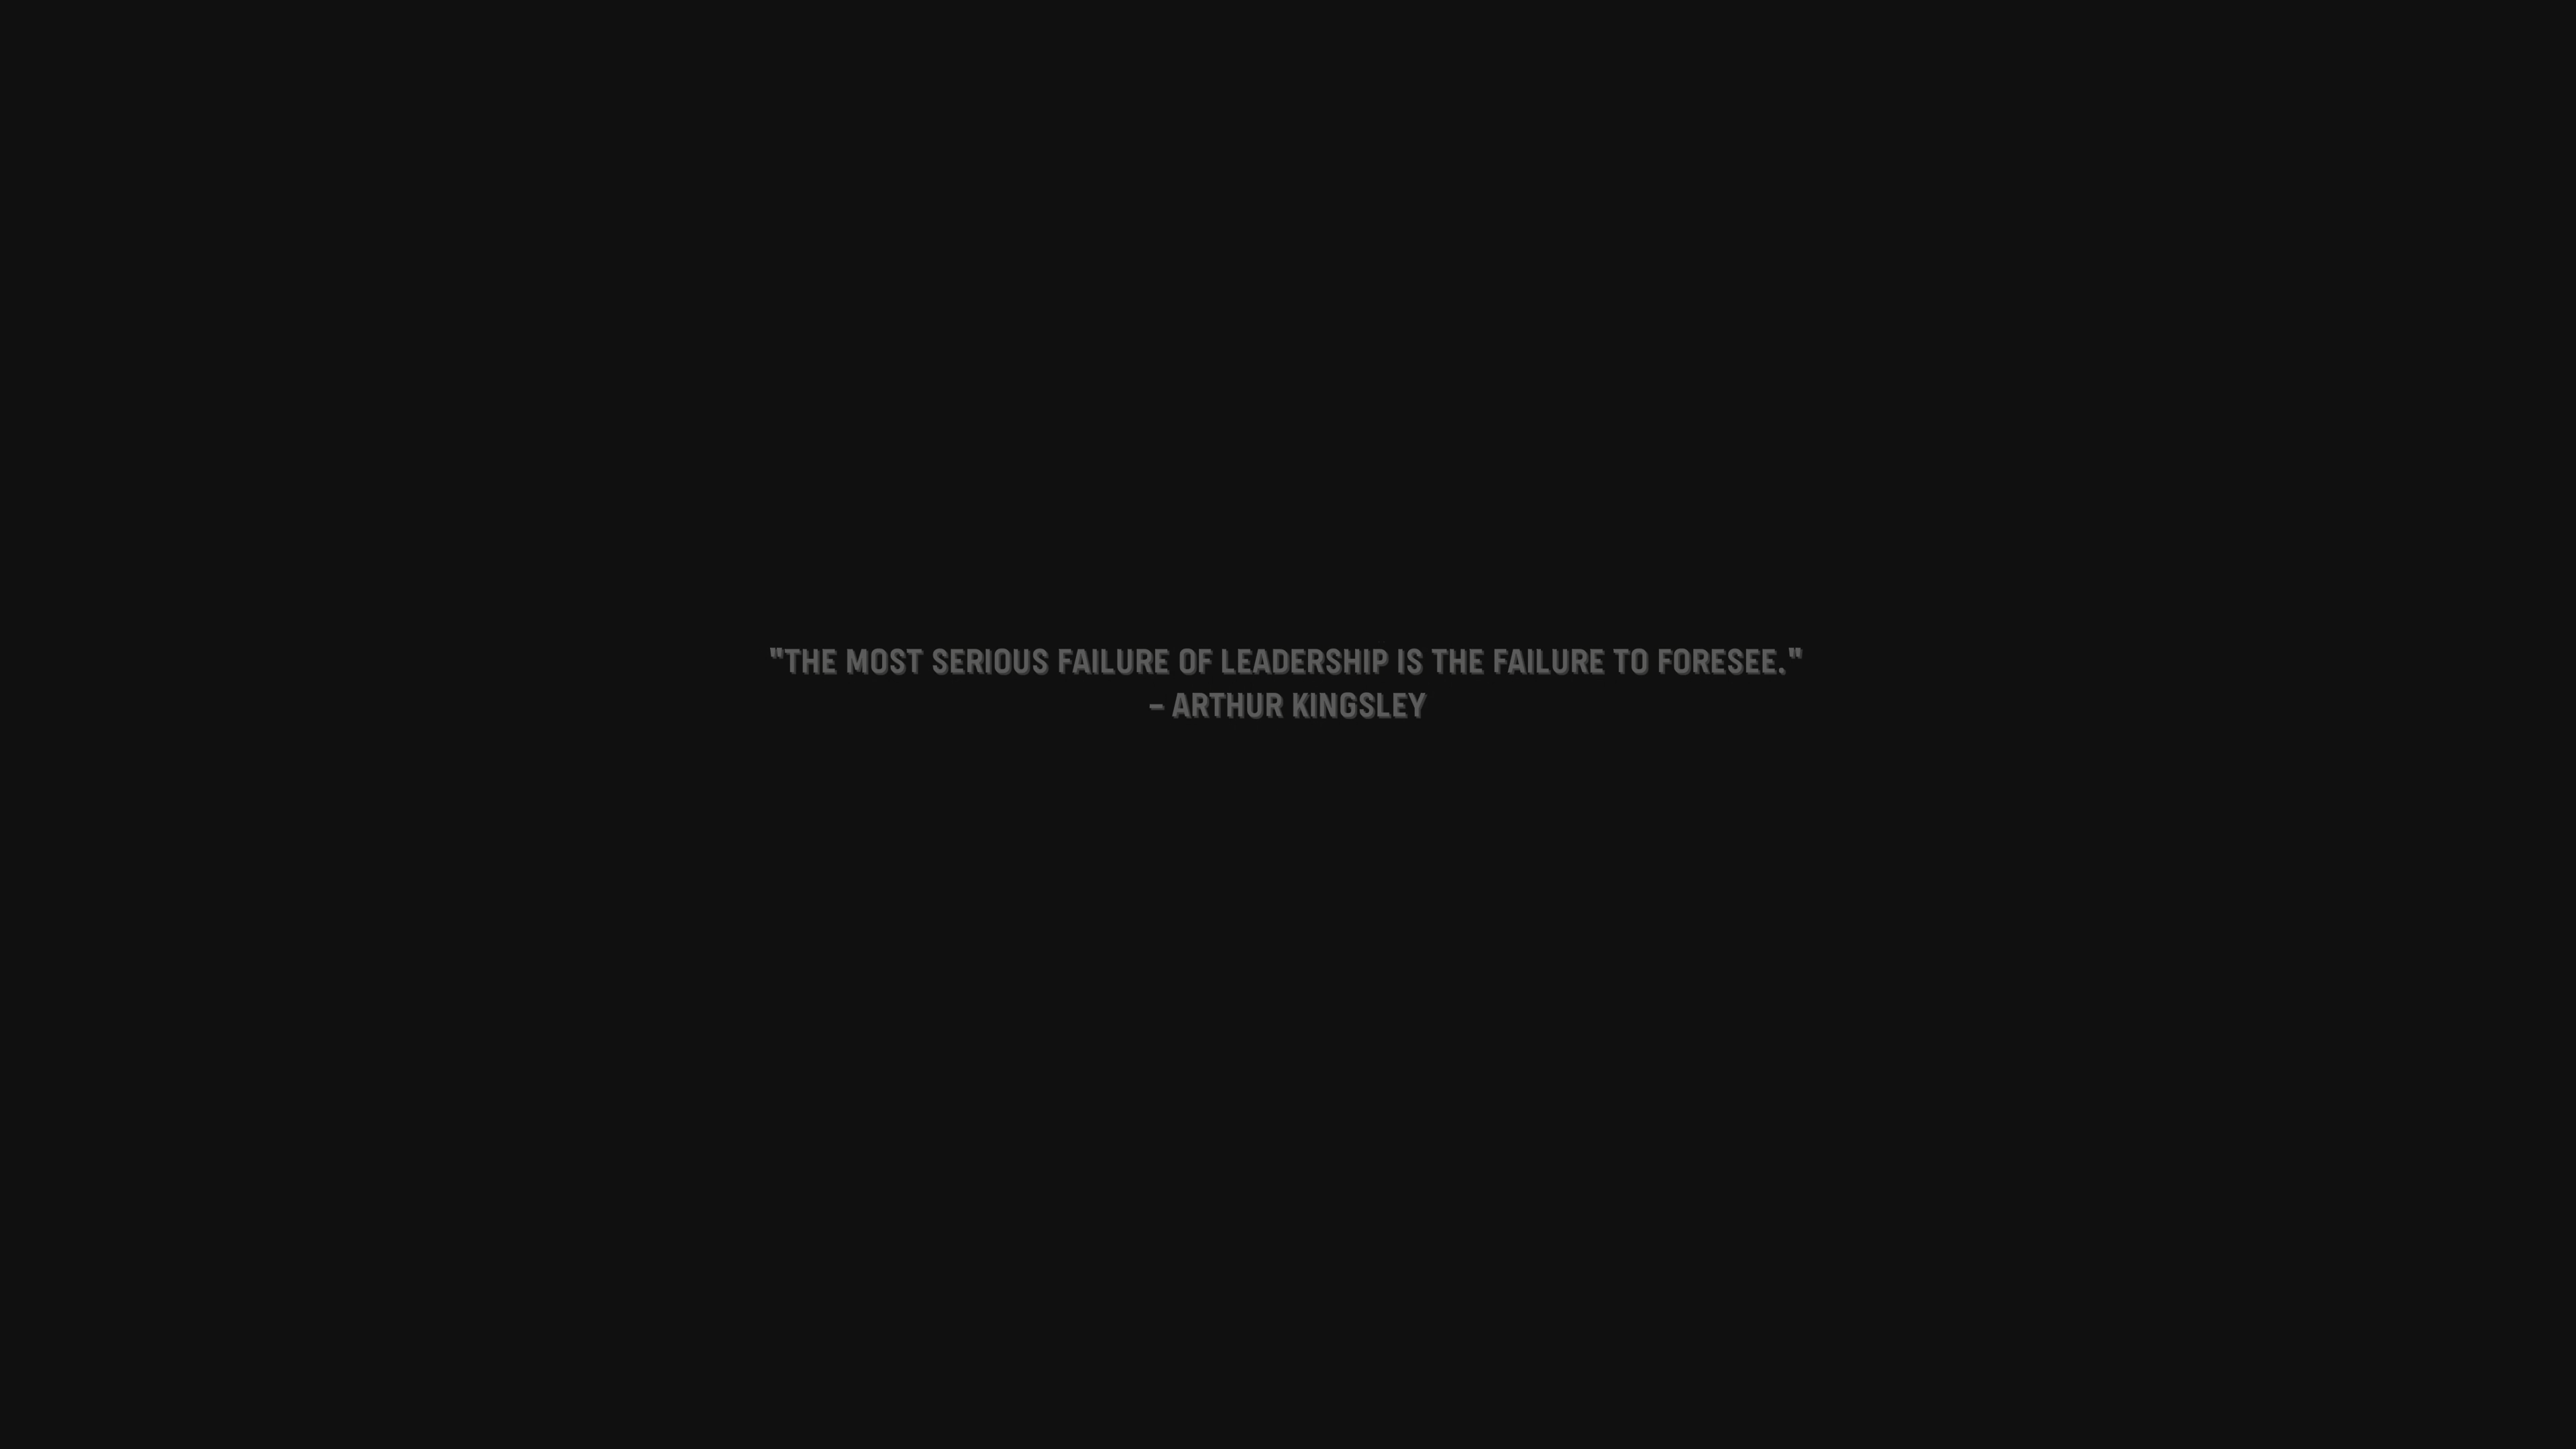 "THE MOST SERIOUS FAILURE OF LEADERSHIP IS THE FAILURE TO FORESEE."
– ARTHUR KINGSLEY